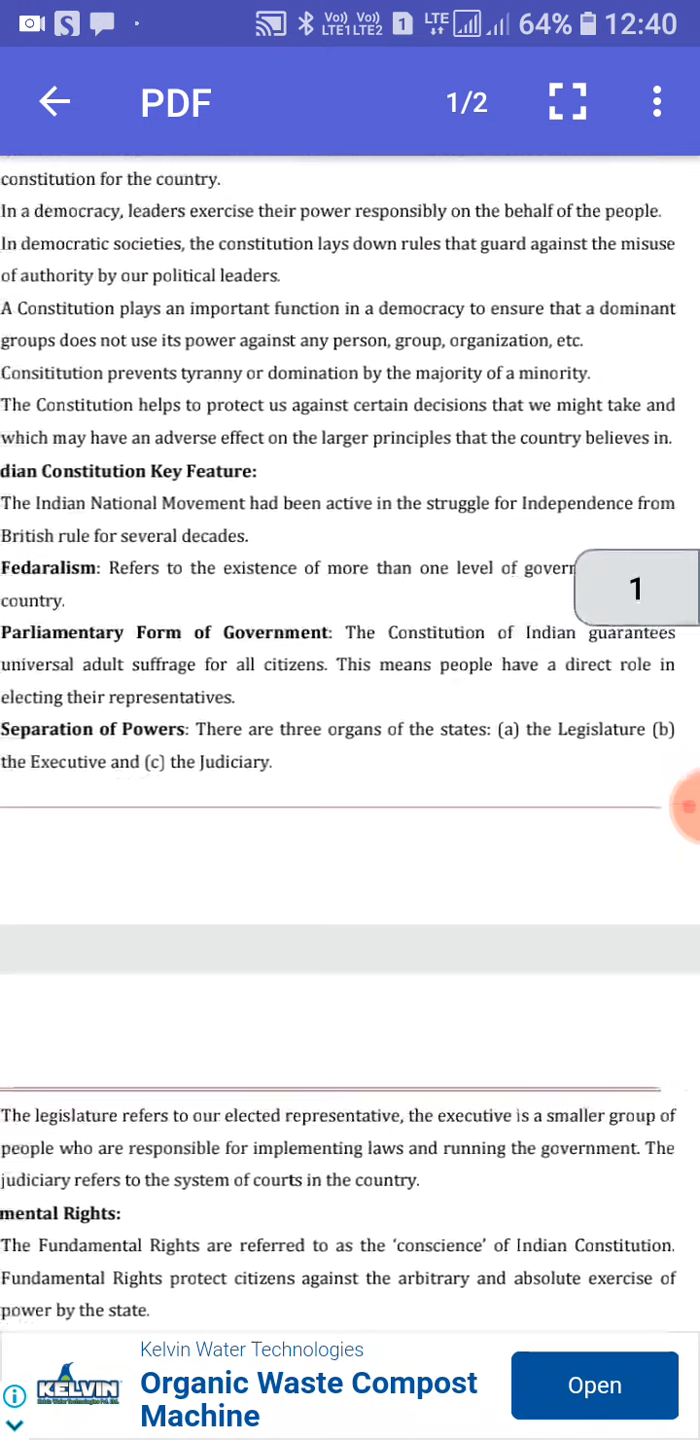 64% 12:40
Vo)) Vo)) LTE
LTE1 LTE2 1
PDF 1/2
constitution for the country.
In a democracy, leaders exercise their power responsibly on the behalf of the people.
In democratic societies, the constitution lays down rules that guard against the misuse
of authority by our political leaders.
A Constitution plays an important function in a democracy to ensure that a dominant
groups does not use its power against any person, group, organization, etc.
Consititution prevents tyranny or domination by the majority of a minority.
The Constitution helps to protect us against certain decisions that we might take and
which may have an adverse effect on the larger principles that the country believes in.
dian Constitution Key Feature:
The Indian National Movement had been active in the struggle for Independence from
British rule for several decades.
Fedaralism: Refers to the existence of more than one level of govern
country.
1
Parliamentary Form of Government: The Constitution of Indian guarantees
universal adult suffrage for all citizens. This means people have a direct role in
electing their representatives.
Separation of Powers: There are three organs of the states: (a) the Legislature (b)
the Executive and (c) the Judiciary.
The legislature refers to our elected representative, the executive is a smaller group of
people who are responsible for implementing laws and running the government. The
judiciary refers to the system of courts in the country.
mental Rights:
The Fundamental Rights are referred to as the ‘conscience’ of Indian Constitution.
Fundamental Rights protect citizens against the arbitrary and absolute exercise of
power by the state.
Kelvin Water Technologies
KELVIN
Organic Waste Compost
Machine
Open